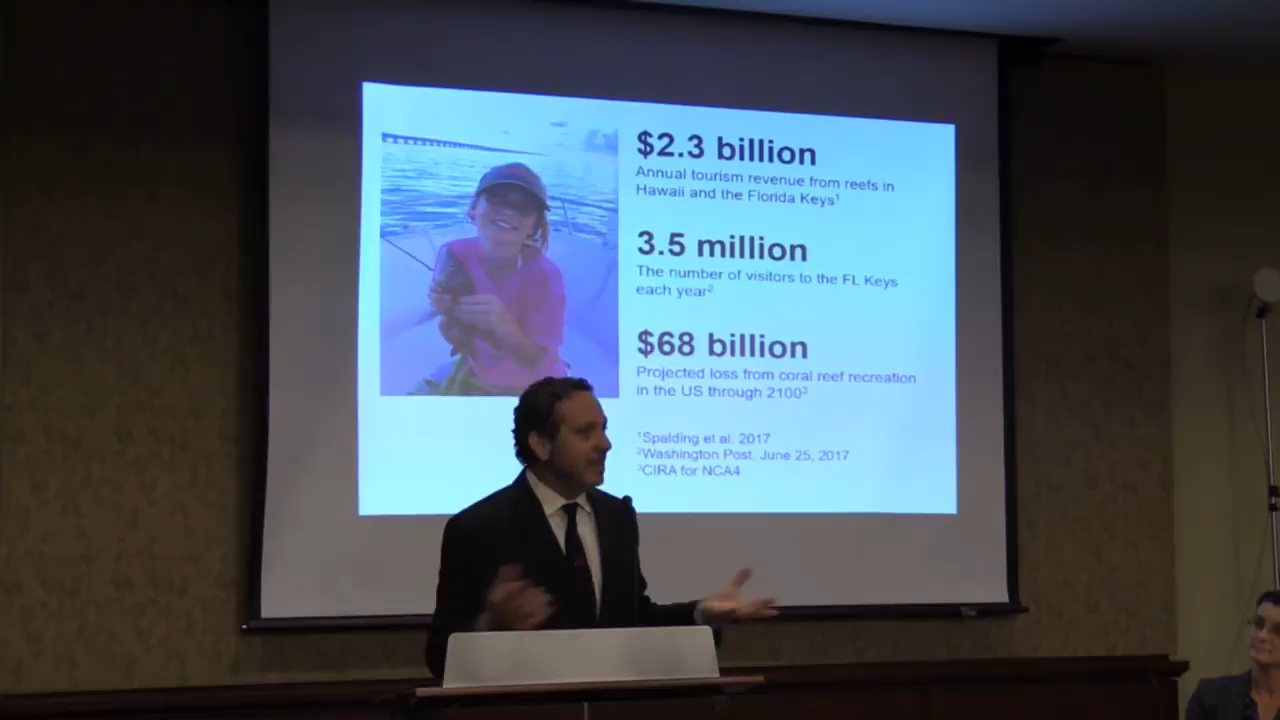 $2.3 billion
Annual tourism revenue from reefs in
Hawaii and the Florida Keys¹
3.5 million
The number of visitors to the FL Keys
each year²
$68 billion
Projected loss from coral reef recreation
in the US through 2100³
¹Spalding et al. 2017
²Washington Post, June 25, 2017
³CIRA for NCA4